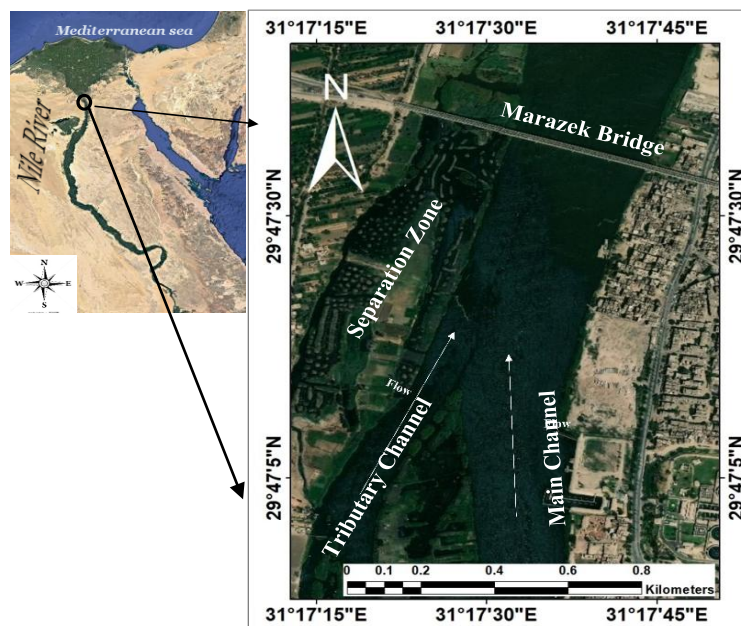 Mediterranean sea
Nile River
N
W
E
S
31°17'15"E
31°17'30"E
31°17'45"E
N
Marazek Bridge
29°47'30"N
29°47'30"N
Separation Zone
Flow
Tributary Channel
Flow
Main Channel
29°47'5"N
29°47'5"N
0
0.1
0.2
0.4
0.6
0.8
Kilometers
31°17'15"E
31°17'30"E
31°17'45"E